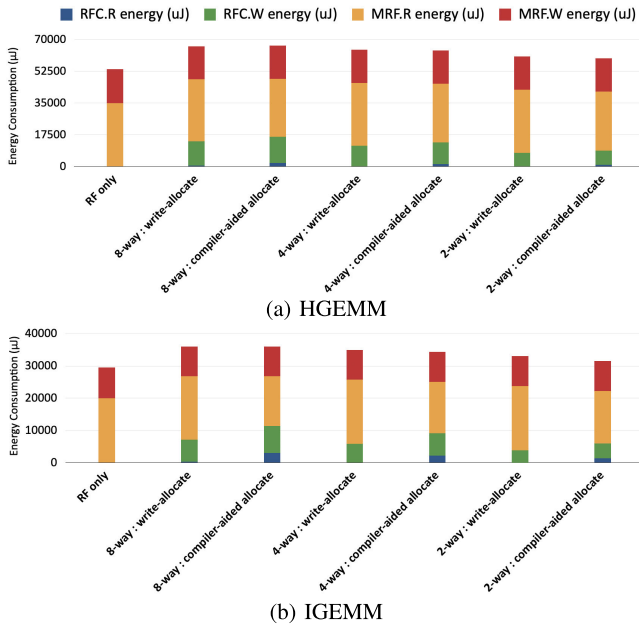 RFC.R energy (uJ) RFC.W energy (uJ) MRF.R energy (uJ) MRF.W energy (uJ)
Energy Consumption (µJ)
70000
52500
35000
17500
0
RF only
8-way : write-allocate
8-way : compiler-aided allocate
4-way : write-allocate
4-way : compiler-aided allocate
2-way : write-allocate
2-way : compiler-aided allocate
(a) HGEMM
Energy Consumption (µJ)
40000
30000
20000
10000
0
RF only
8-way : write-allocate
8-way : compiler-aided allocate
4-way : write-allocate
4-way : compiler-aided allocate
2-way : write-allocate
2-way : compiler-aided allocate
(b) IGEMM